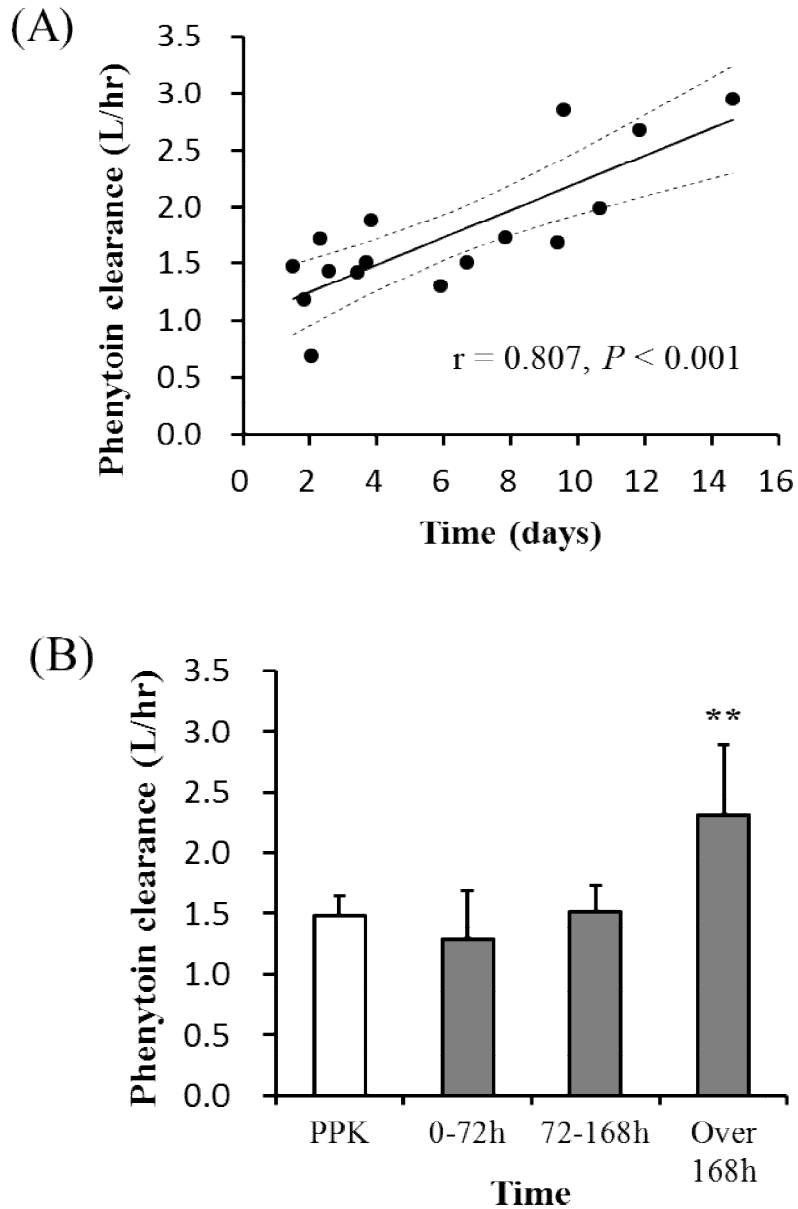 (A)
Phenytoin clearance (L/hr)
3.5
3.0
2.5
2.0
1.5
1.0
0.5
0.0
r = 0.807, P < 0.001
0 2 4 6 8 10 12 14 16
Time (days)
(B)
Phenytoin clearance (L/hr)
3.5
3.0
2.5
2.0
1.5
1.0
0.5
0.0
**
PPK 0-72h 72-168h Over
168h
Time